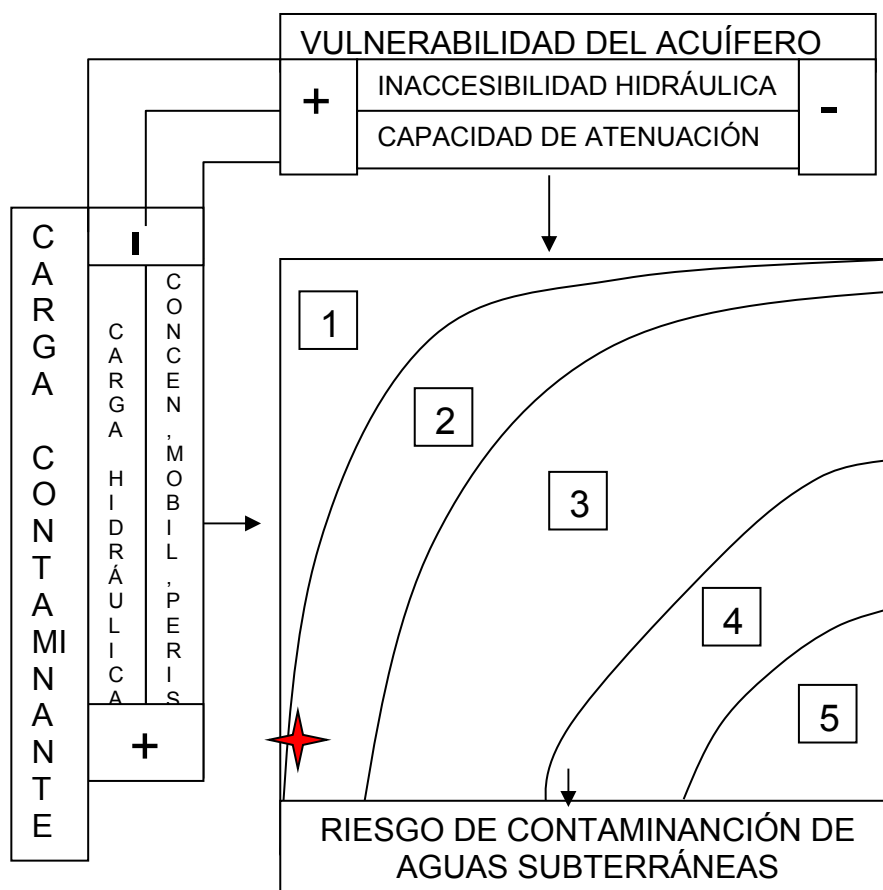 VULNERABILIDAD DEL ACUÍFERO
+
INACCESIBILIDAD HIDRÁULICA
CAPACIDAD DE ATENUACIÓN
-
CARGA CONTAMINANTE
-
CARGA HIDRÁULICA
CONCEN,MOBIL,PERIS
+
1
2
3
4
5
RIESGO DE CONTAMINANCIÓN DE
AGUAS SUBTERRÁNEAS